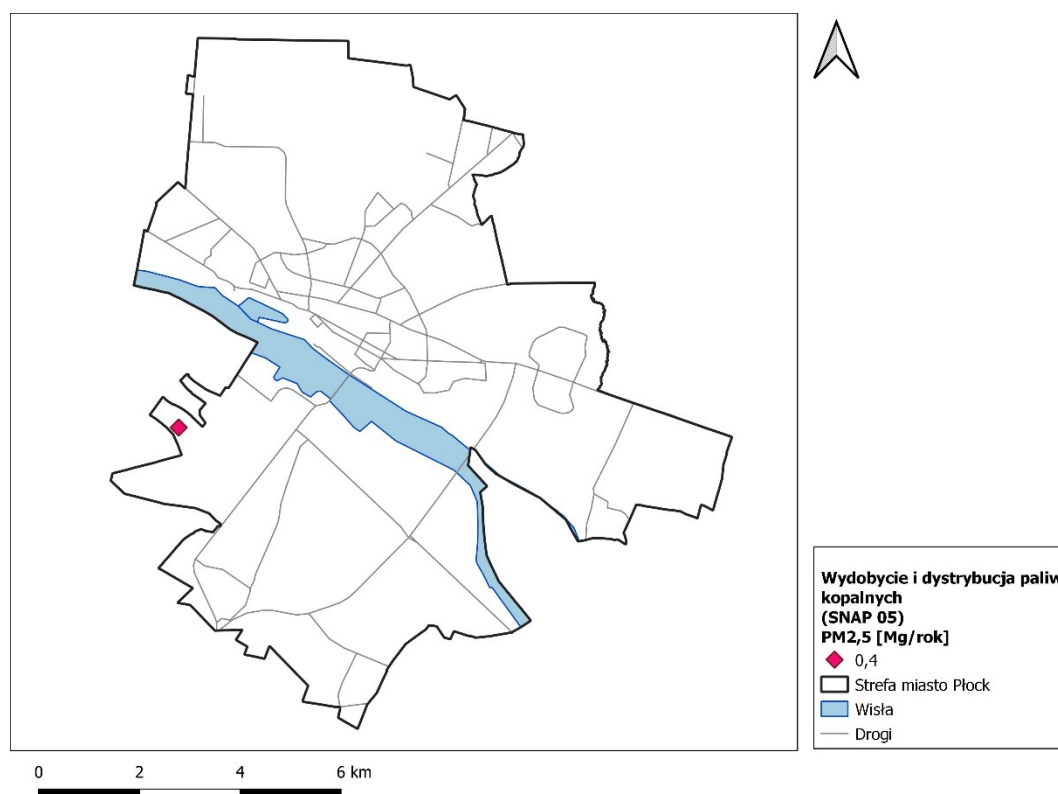 Wydobycie i dystrybucja paliw
kopalnych
(SNAP 05)
PM2,5 [Mg/rok]
0,4
Strefa miasto Płock
Wisła
Drogi
0 2 4 6 km